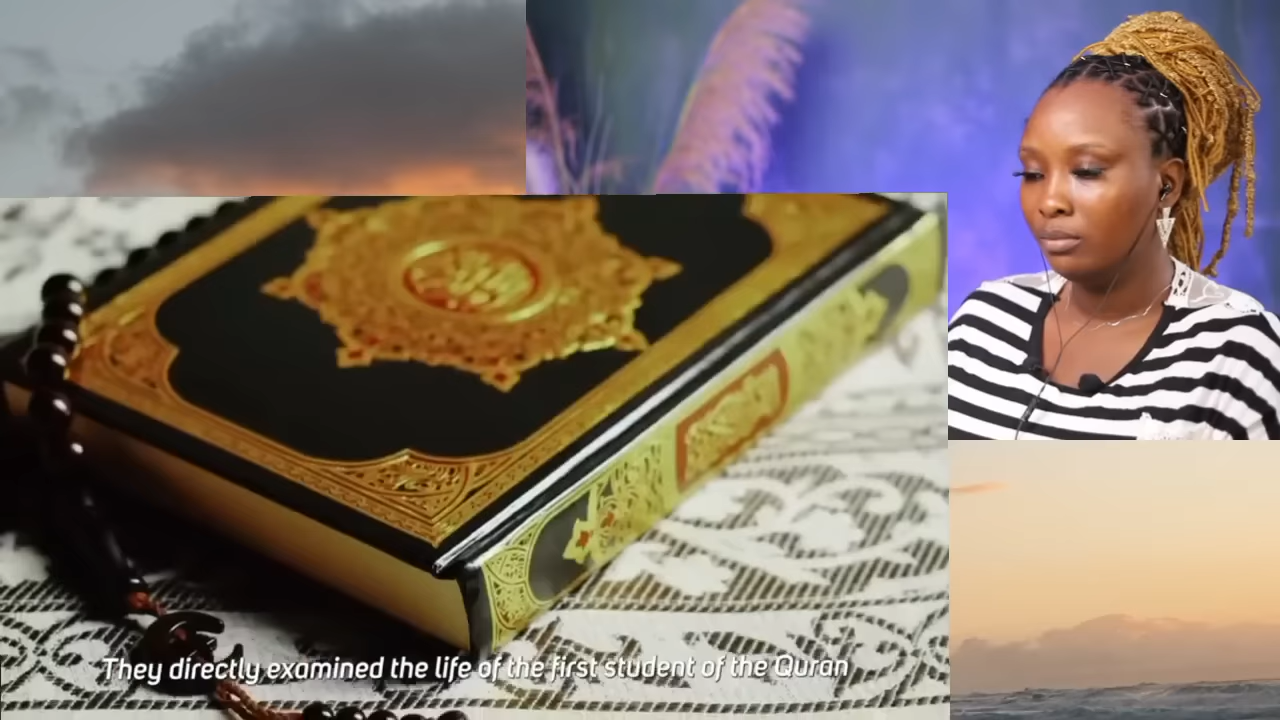 They directly examined the life of the first student of the Quran